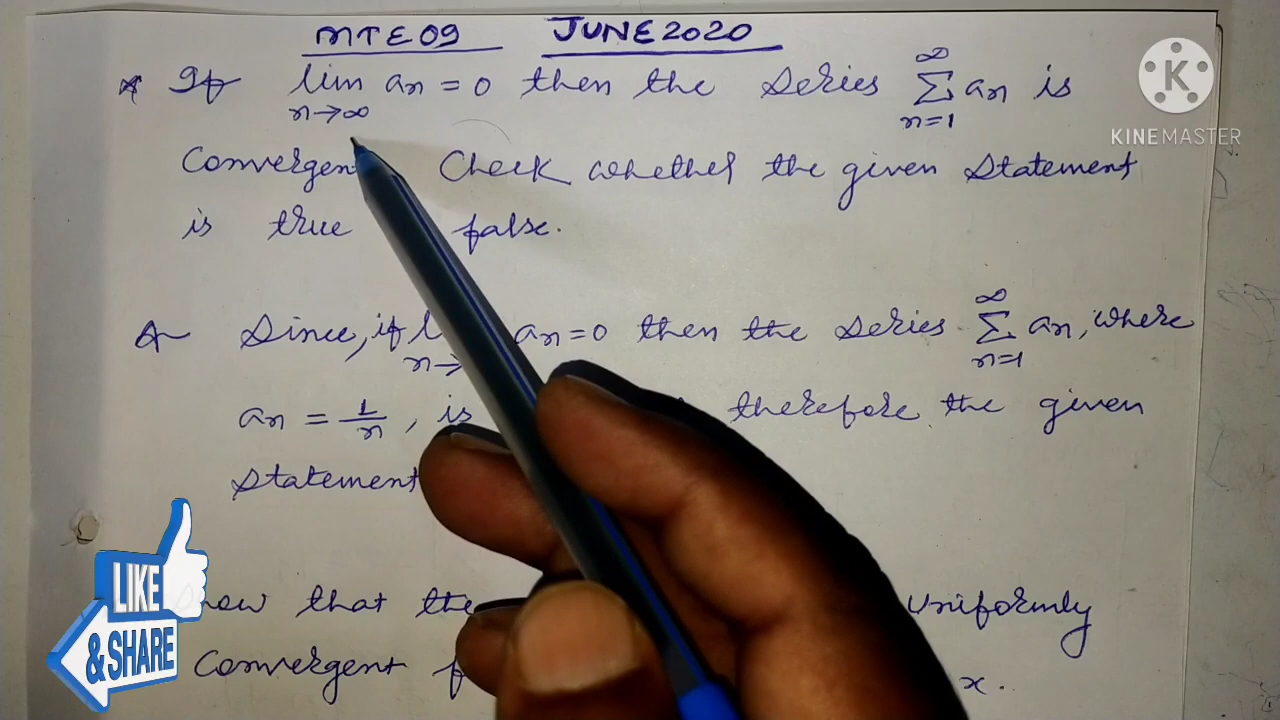 MTE09 JUNE 2020
* If lim an = 0 then the series ∞ Σ an is
n→∞ n=1
KINEMASTER
Convergent Check whether the given statement
is true false.
Since, if an = 0 then the series ∞ Σ an, where
n→ n=1
an = 1/n, is therefore the given
statement
LIKE
& SHARE
that the Uniformly
Convergent x.